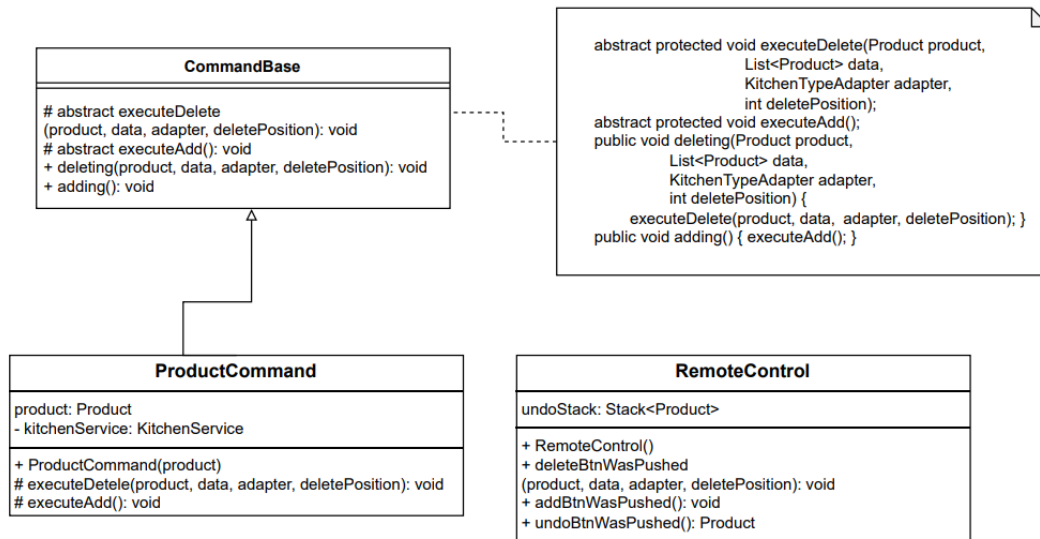 CommandBase
# abstract executeDelete
(product, data, adapter, deletePosition): void
# abstract executeAdd(): void
+ deleting(product, data, adapter, deletePosition): void
+ adding(): void
abstract protected void executeDelete(Product product,
List<Product> data,
KitchenTypeAdapter adapter,
int deletePosition);
abstract protected void executeAdd();
public void deleting(Product product,
List<Product> data,
KitchenTypeAdapter adapter,
int deletePosition) {
executeDelete(product, data, adapter, deletePosition); }
public void adding() { executeAdd(); }
ProductCommand
product: Product
- kitchenService: KitchenService
+ ProductCommand(product)
# executeDetele(product, data, adapter, deletePosition): void
# executeAdd(): void
RemoteControl
undoStack: Stack<Product>
+ RemoteControl()
+ deleteBtnWasPushed
(product, data, adapter, deletePosition): void
+ addBtnWasPushed(): void
+ undoBtnWasPushed(): Product